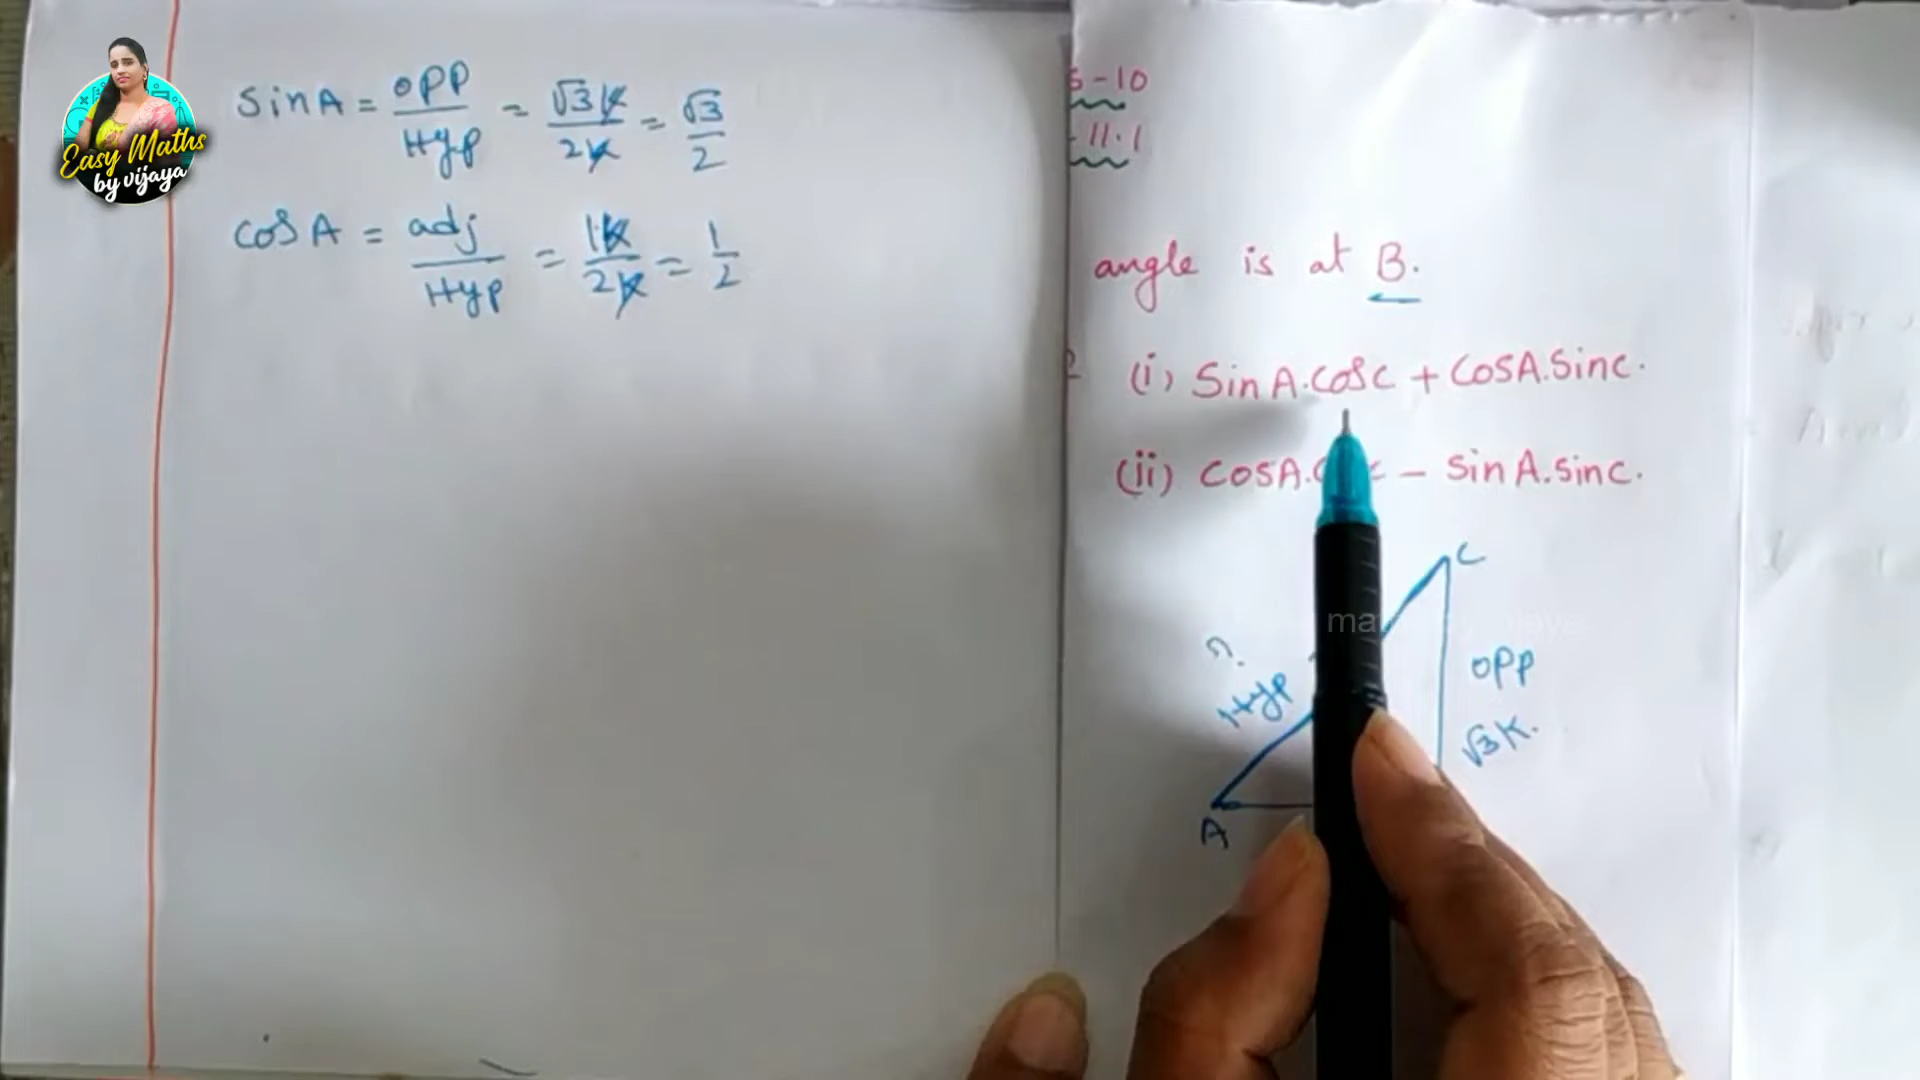 Easy Maths
by vijaya
SinA = opp/Hyp = √3k/2k = √3/2
CosA = adj/Hyp = 1k/2k = 1/2
-10
11.1
angle is at B.
(i) SinA.CosC + CosA.SinC.
(ii) CosA. - SinA.SinC.
C
Hyp
opp
√3K.
A